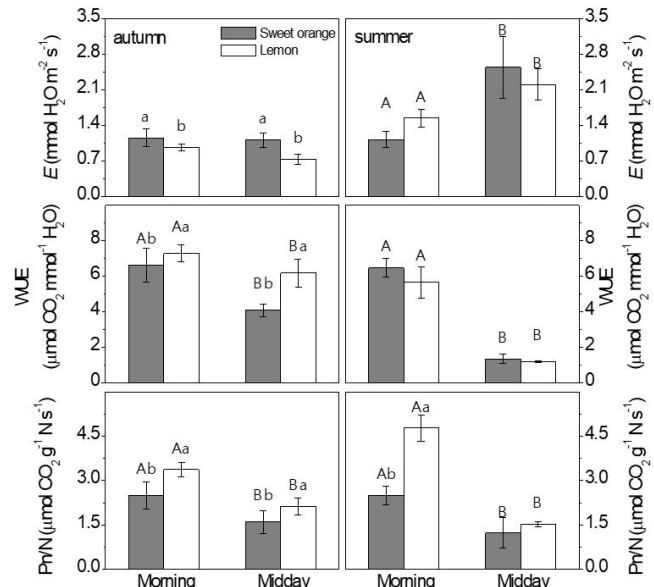 autumn
Sweet orange
Lemon
summer
E (mmol H2O m-2 s-1)
3.5
2.8
2.1
1.4
0.7
0.0
a b a b
A A B B
3.5
2.8
2.1
1.4
0.7
0.0
E (mmol H2O m-2 s-1)
WUE
(μmol CO2 mmol-1 H2O)
8
6
4
2
0
Ab Aa Bb Ba
A A B B
8
6
4
2
0
WUE
(μmol CO2 mmol-1 H2O)
Pn/N (μmol CO2 g-1 N s-1)
4.5
3.0
1.5
0.0
Ab Aa Bb Ba
Ab Aa B B
4.5
3.0
1.5
0.0
Pn/N (μmol CO2 g-1 N s-1)
Morning Midday Morning Midday